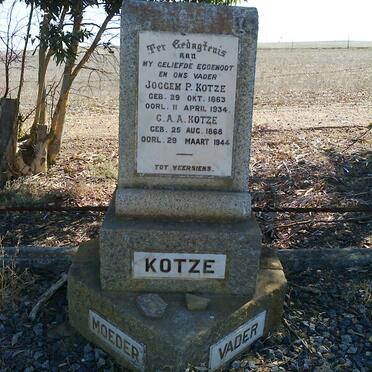 Ter Gedagtenis
aan
MY GELIEFDE EGGENOOT
EN ONS VADER
JOGGEM P. KOTZE
GEB. 29 OKT. 1863
OORL. 11 APRIL 1934.
C.A.A. KOTZE
GEB. 25 AUG. 1868
OORL. 29 MAART 1944
TOT WEERSIENS.
KOTZE
MOEDER
VADER